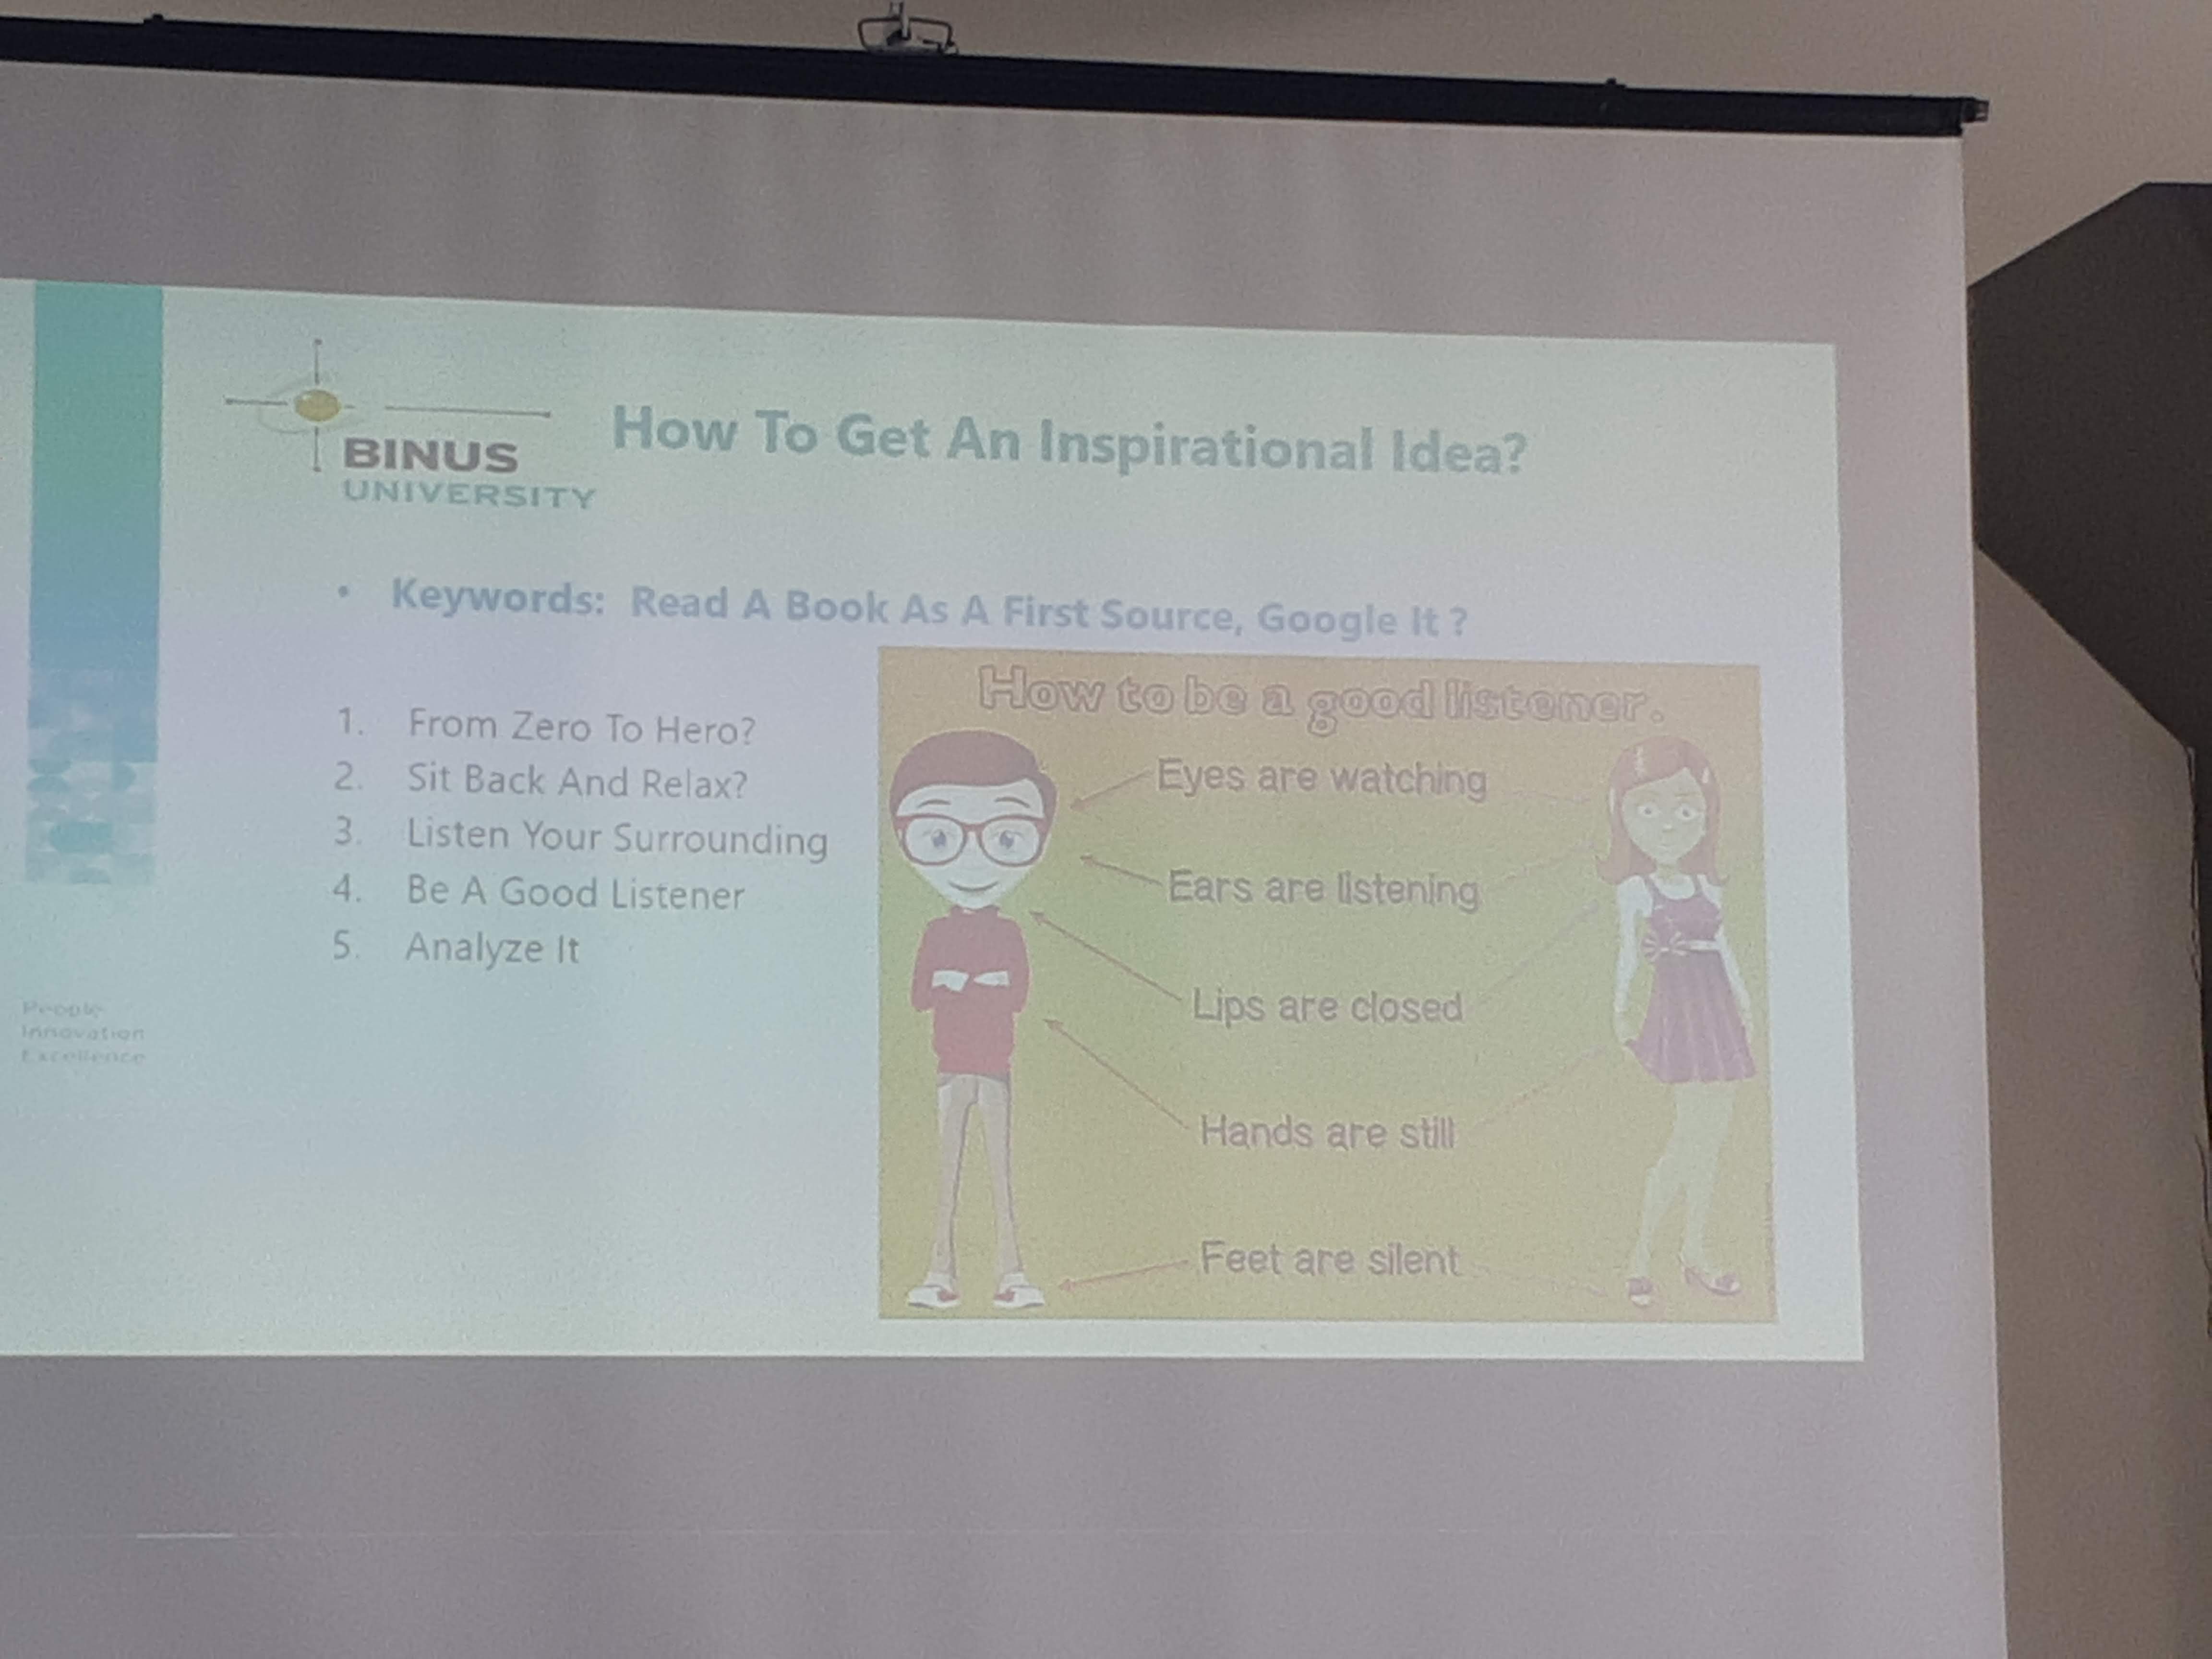 BINUS
UNIVERSITY
How To Get An Inspirational Idea?
• Keywords: Read A Book As A First Source, Google It ?
1. From Zero To Hero?
2. Sit Back And Relax?
3. Listen Your Surrounding
4. Be A Good Listener
5. Analyze It
People
Innovation
Excellence
How to be a good listener.
Eyes are watching
Ears are listening
Lips are closed
Hands are still
Feet are silent